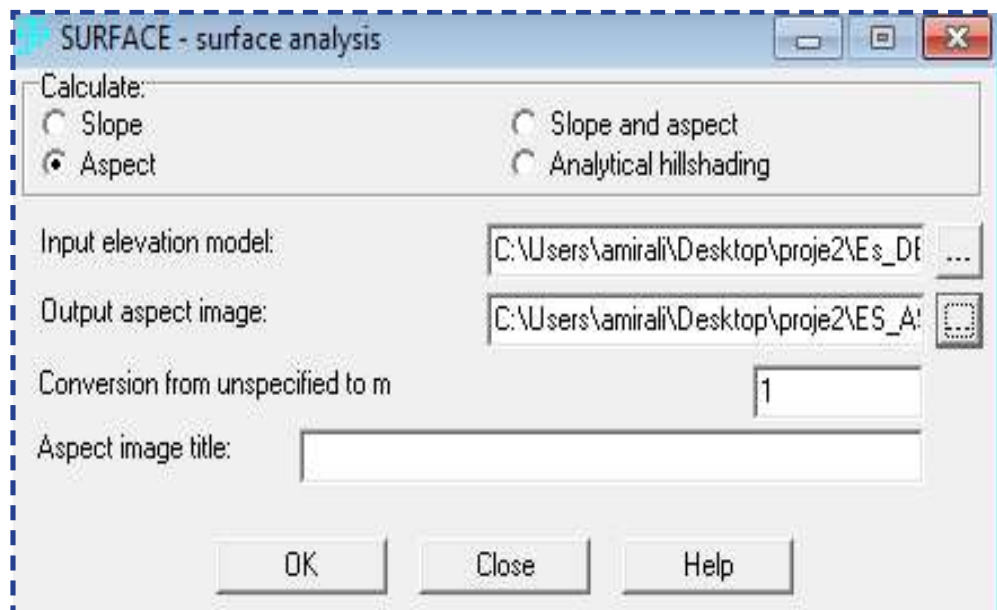 SURFACE - surface analysis
Calculate:
Slope
Slope and aspect
Aspect
Analytical hillshading
Input elevation model:
C:\Users\amirali\Desktop\proje2\Es_DE
...
Output aspect image:
C:\Users\amirali\Desktop\proje2\ES_AS
...
Conversion from unspecified to m
1
Aspect image title:
OK
Close
Help